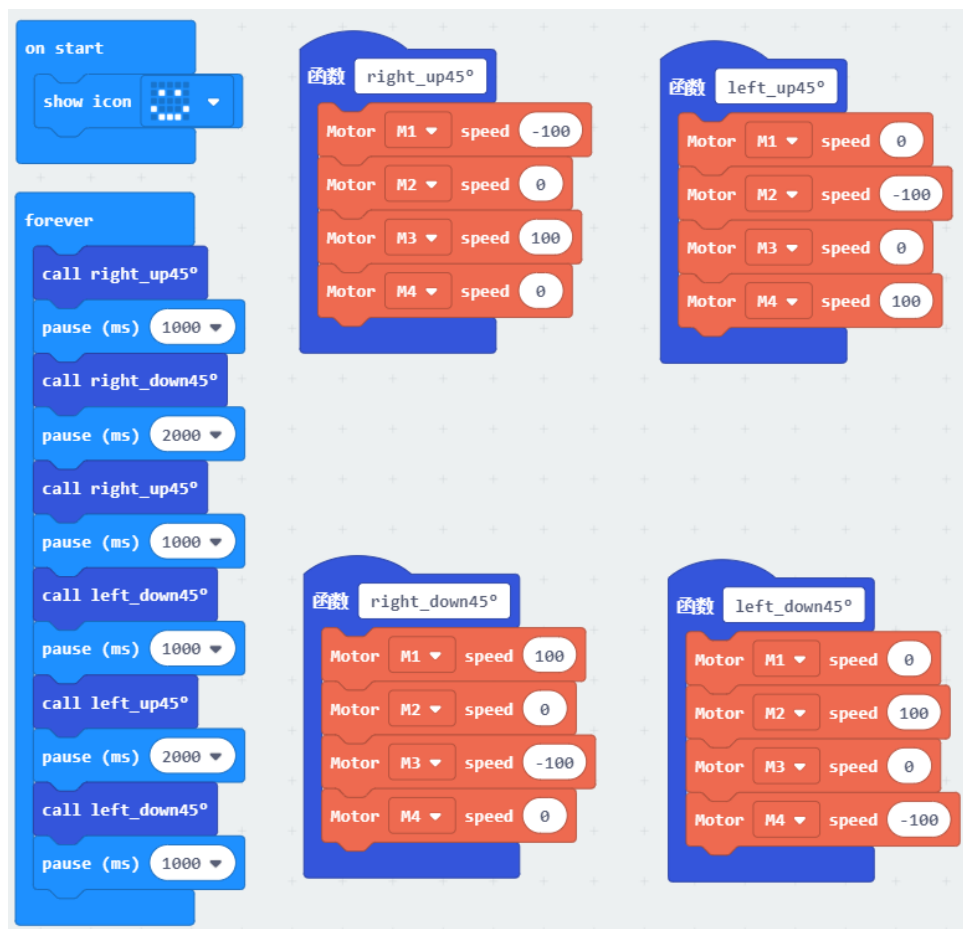 on start
show icon
forever
call right_up45°
pause (ms) 1000
call right_down45°
pause (ms) 2000
call right_up45°
pause (ms) 1000
call left_down45°
pause (ms) 1000
call left_up45°
pause (ms) 2000
call left_down45°
pause (ms) 1000
函数 right_up45°
Motor M1 speed -100
Motor M2 speed 0
Motor M3 speed 100
Motor M4 speed 0
函数 left_up45°
Motor M1 speed 0
Motor M2 speed -100
Motor M3 speed 0
Motor M4 speed 100
函数 right_down45°
Motor M1 speed 100
Motor M2 speed 0
Motor M3 speed -100
Motor M4 speed 0
函数 left_down45°
Motor M1 speed 0
Motor M2 speed 100
Motor M3 speed 0
Motor M4 speed -100